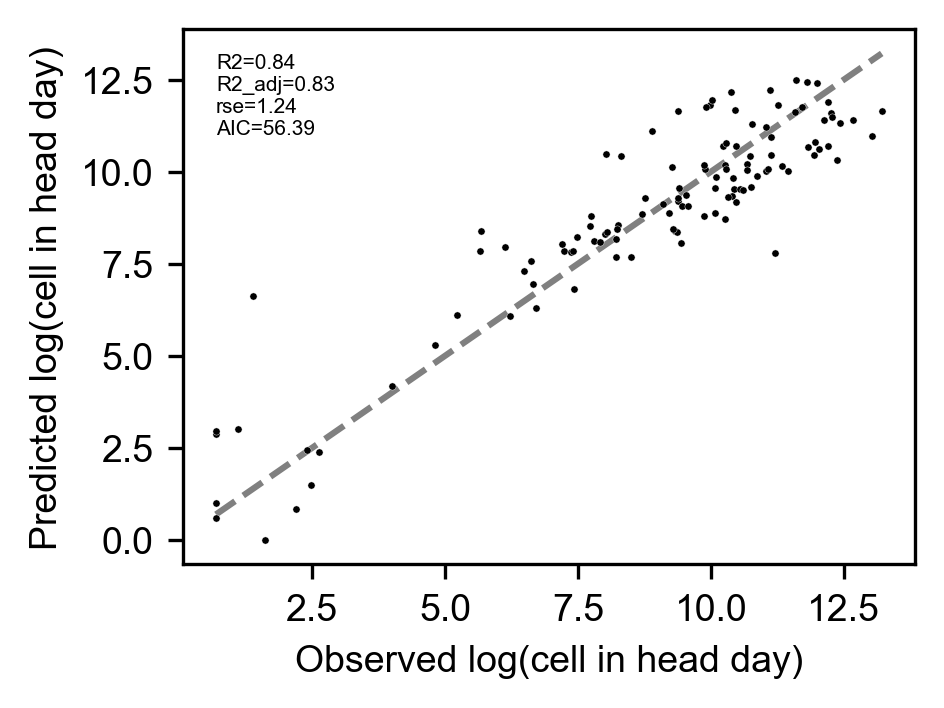 R2=0.84
R2_adj=0.83
rse=1.24
AIC=56.39
Predicted log(cell in head day)
12.5
10.0
7.5
5.0
2.5
0.0
2.5 5.0 7.5 10.0 12.5
Observed log(cell in head day)